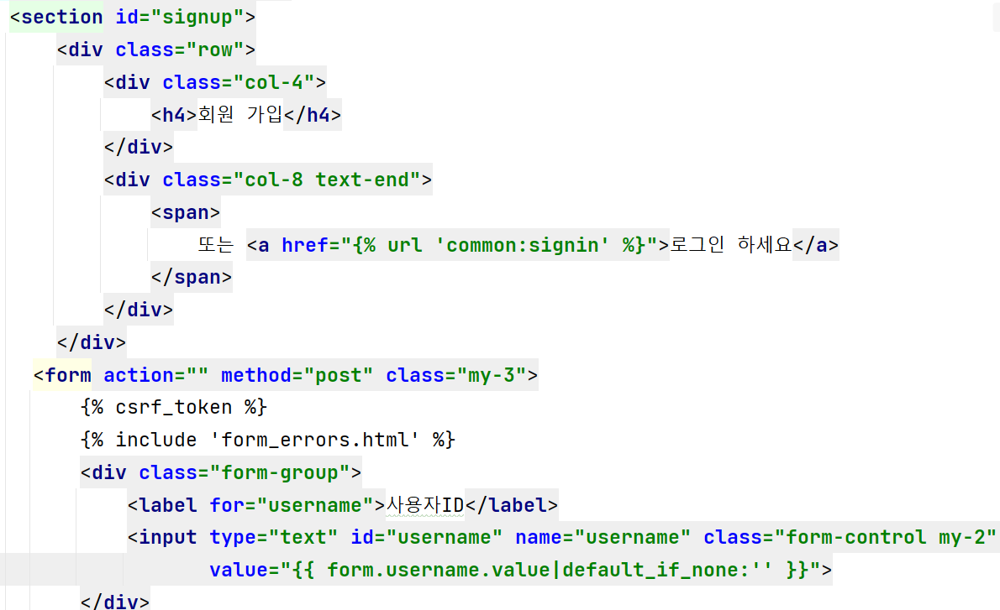 <section id="signup">
<div class="row">
<div class="col-4">
<h4>회원 가입</h4>
</div>
<div class="col-8 text-end">
<span>
또는 <a href="{% url 'common:signin' %}">로그인 하세요</a>
</span>
</div>
</div>
<form action="" method="post" class="my-3">
{% csrf_token %}
{% include 'form_errors.html' %}
<div class="form-group">
<label for="username">사용자ID</label>
<input type="text" id="username" name="username" class="form-control my-2"
value="{{ form.username.value|default_if_none:'' }}">
</div>